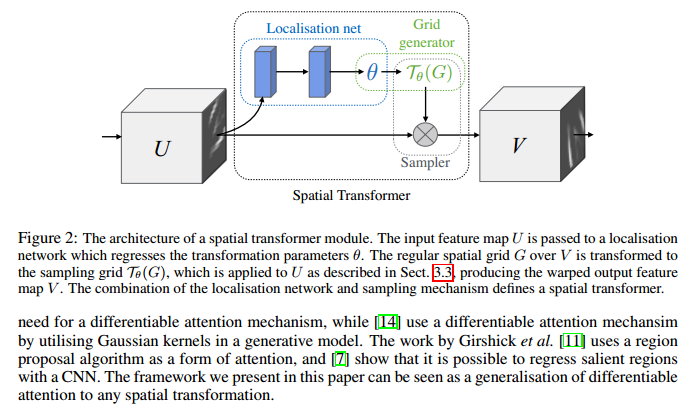 Localisation net
Grid
generator
θ
𝒯θ(G)
U
V
Sampler
Spatial Transformer
Figure 2: The architecture of a spatial transformer module. The input feature map U is passed to a localisation
network which regresses the transformation parameters θ. The regular spatial grid G over V is transformed to
the sampling grid 𝒯θ(G), which is applied to U as described in Sect. 3.3, producing the warped output feature
map V. The combination of the localisation network and sampling mechanism defines a spatial transformer.
need for a differentiable attention mechanism, while [14] use a differentiable attention mechansim
by utilising Gaussian kernels in a generative model. The work by Girshick et al. [11] uses a region
proposal algorithm as a form of attention, and [7] show that it is possible to regress salient regions
with a CNN. The framework we present in this paper can be seen as a generalisation of differentiable
attention to any spatial transformation.